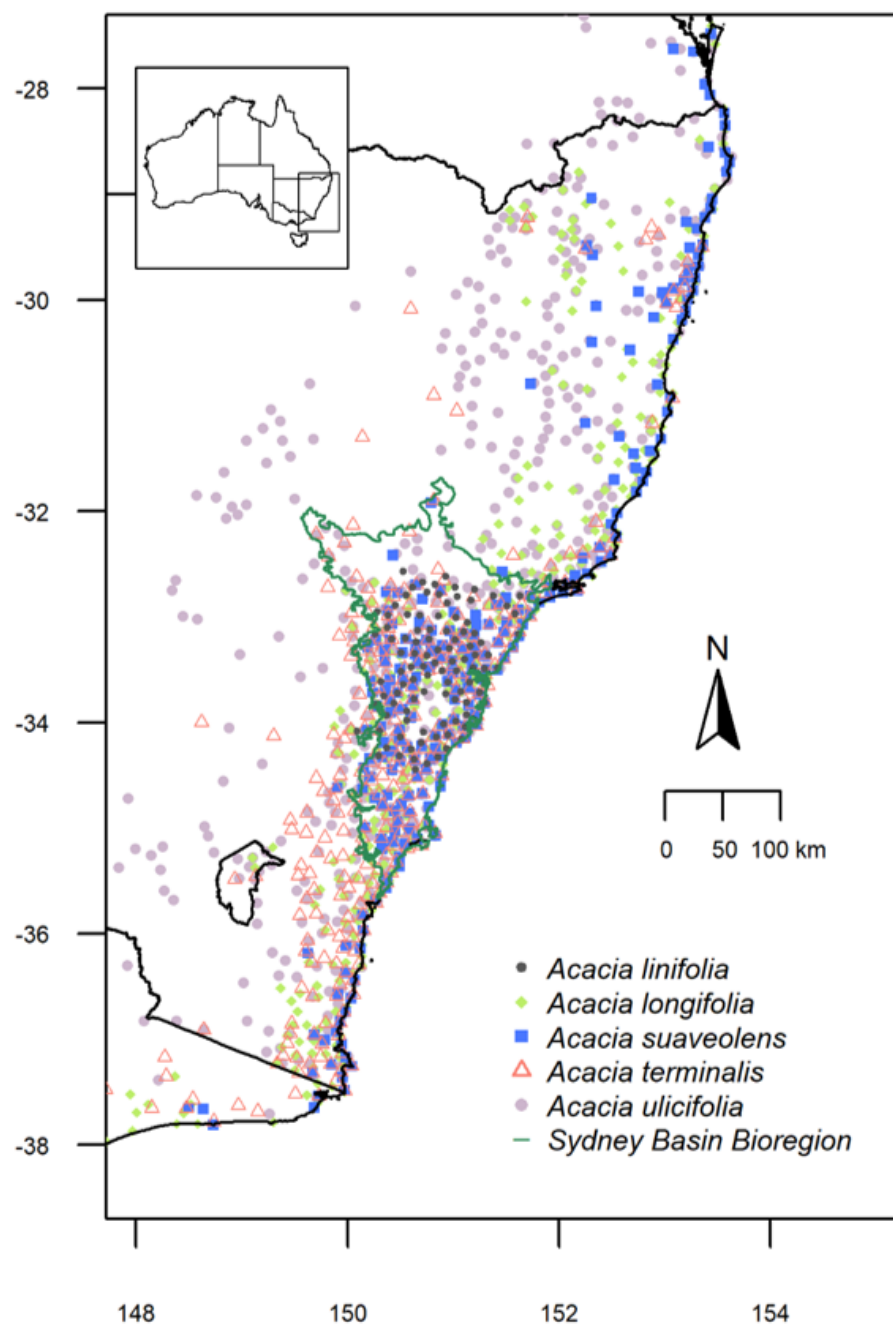 -28
-30
-32
-34
-36
-38
N
0 50 100 km
Acacia linifolia
Acacia longifolia
Acacia suaveolens
Acacia terminalis
Acacia ulicifolia
Sydney Basin Bioregion
148 150 152 154